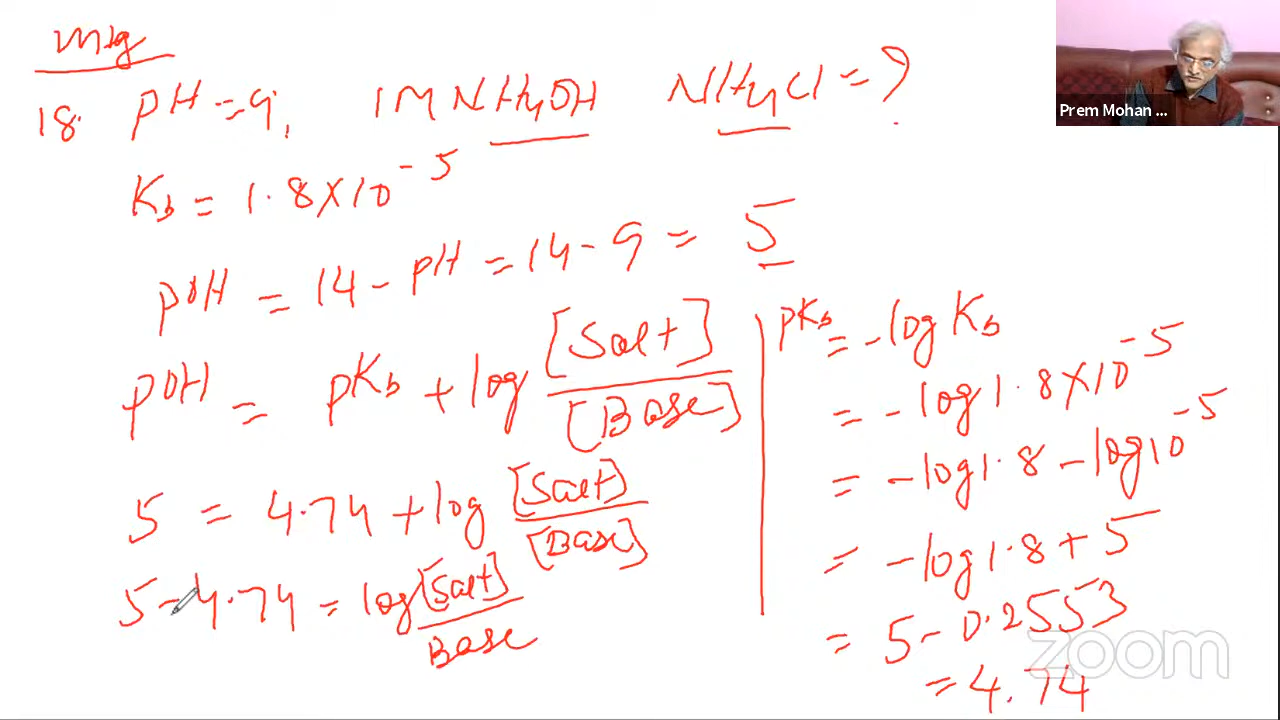 18. pH = 9, 1M NH4OH NH4Cl = ?
Kb = 1.8 × 10^-5
pOH = 14 - pH = 14 - 9 = 5
pOH = pKb + log [Salt]/[Base]
5 = 4.74 + log [Salt]/[Base]
5 - 4.74 = log [Salt]/Base
pKb = -log Kb
= -log 1.8 × 10^-5
= -log 1.8 - log 10^-5
= -log 1.8 + 5
= 5 - 0.2553
= 4.74
Prem Mohan ...
zoom